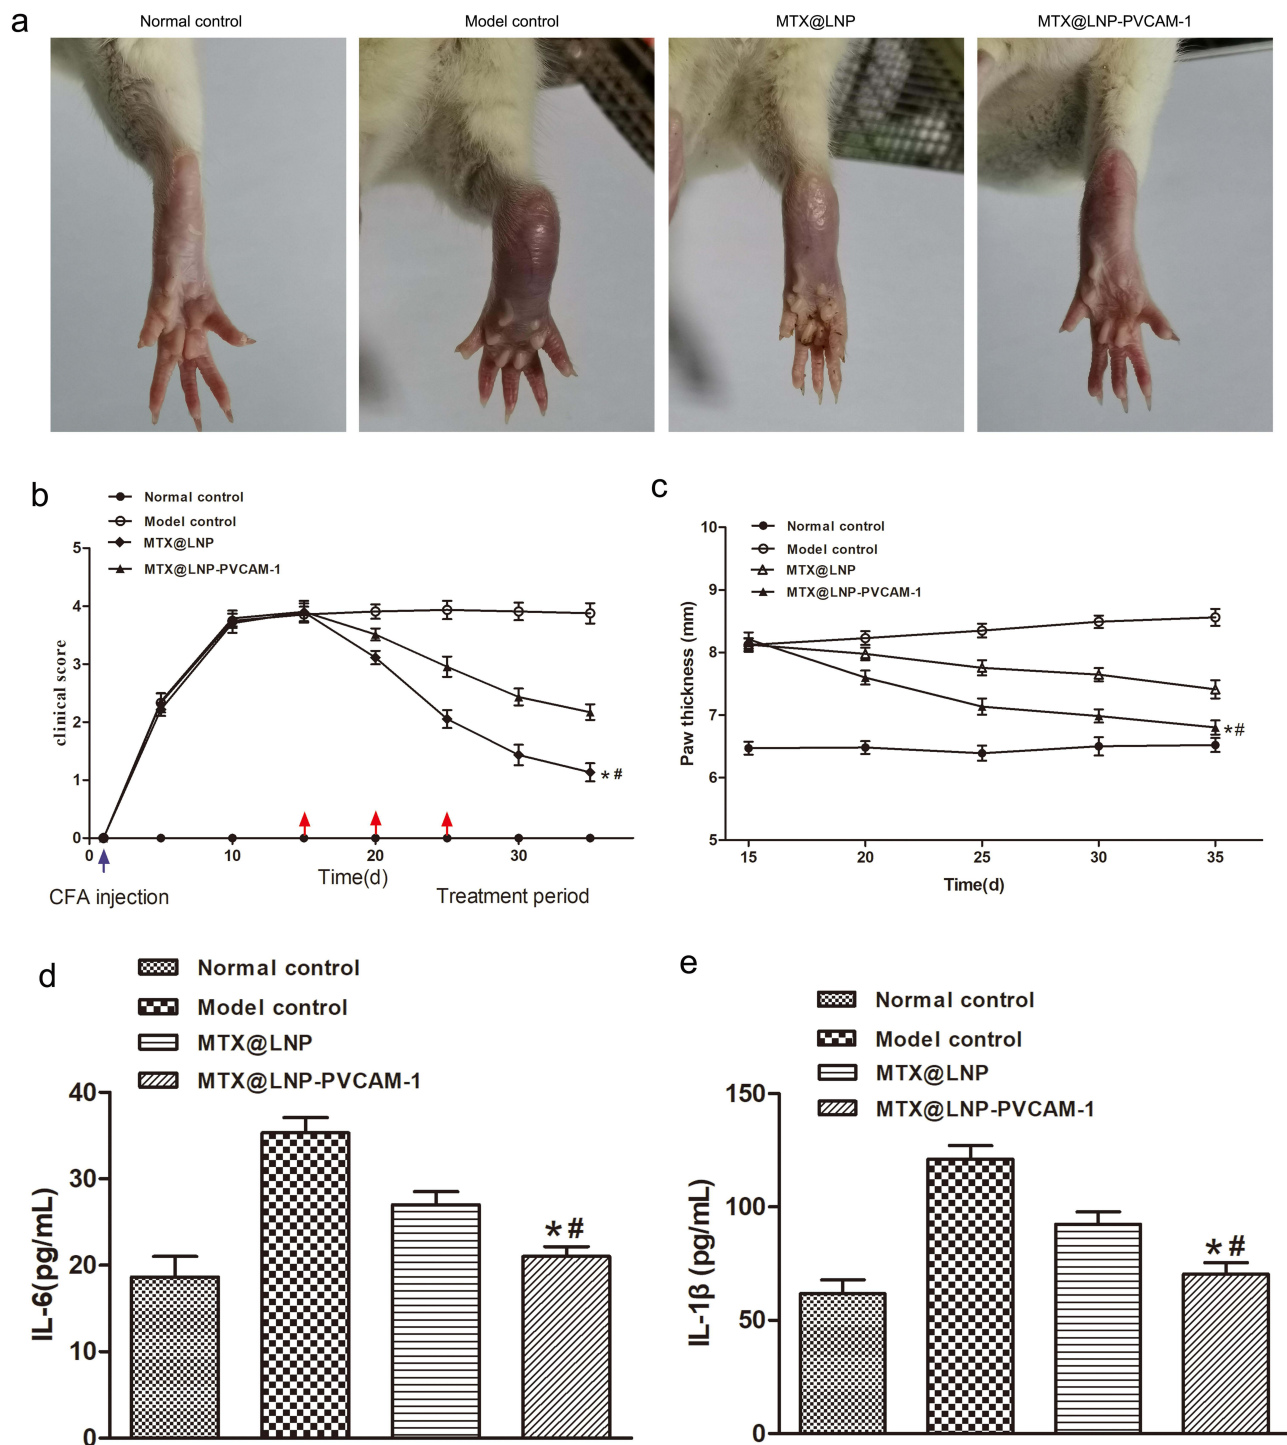 a
Normal control
Model control
MTX@LNP
MTX@LNP-PVCAM-1
b
Normal control
Model control
MTX@LNP
MTX@LNP-PVCAM-1
clinical score
5
4
3
2
1
0
*#
0
10
20
30
Time(d)
CFA injection
Treatment period
c
Normal control
Model control
MTX@LNP
MTX@LNP-PVCAM-1
Paw thickness (mm)
10
9
8
7
6
5
*#
15
20
25
30
35
Time(d)
d
Normal control
Model control
MTX@LNP
MTX@LNP-PVCAM-1
IL-6(pg/mL)
40
30
20
10
0
*#
e
Normal control
Model control
MTX@LNP
MTX@LNP-PVCAM-1
IL-1β (pg/mL)
150
100
50
0
*#